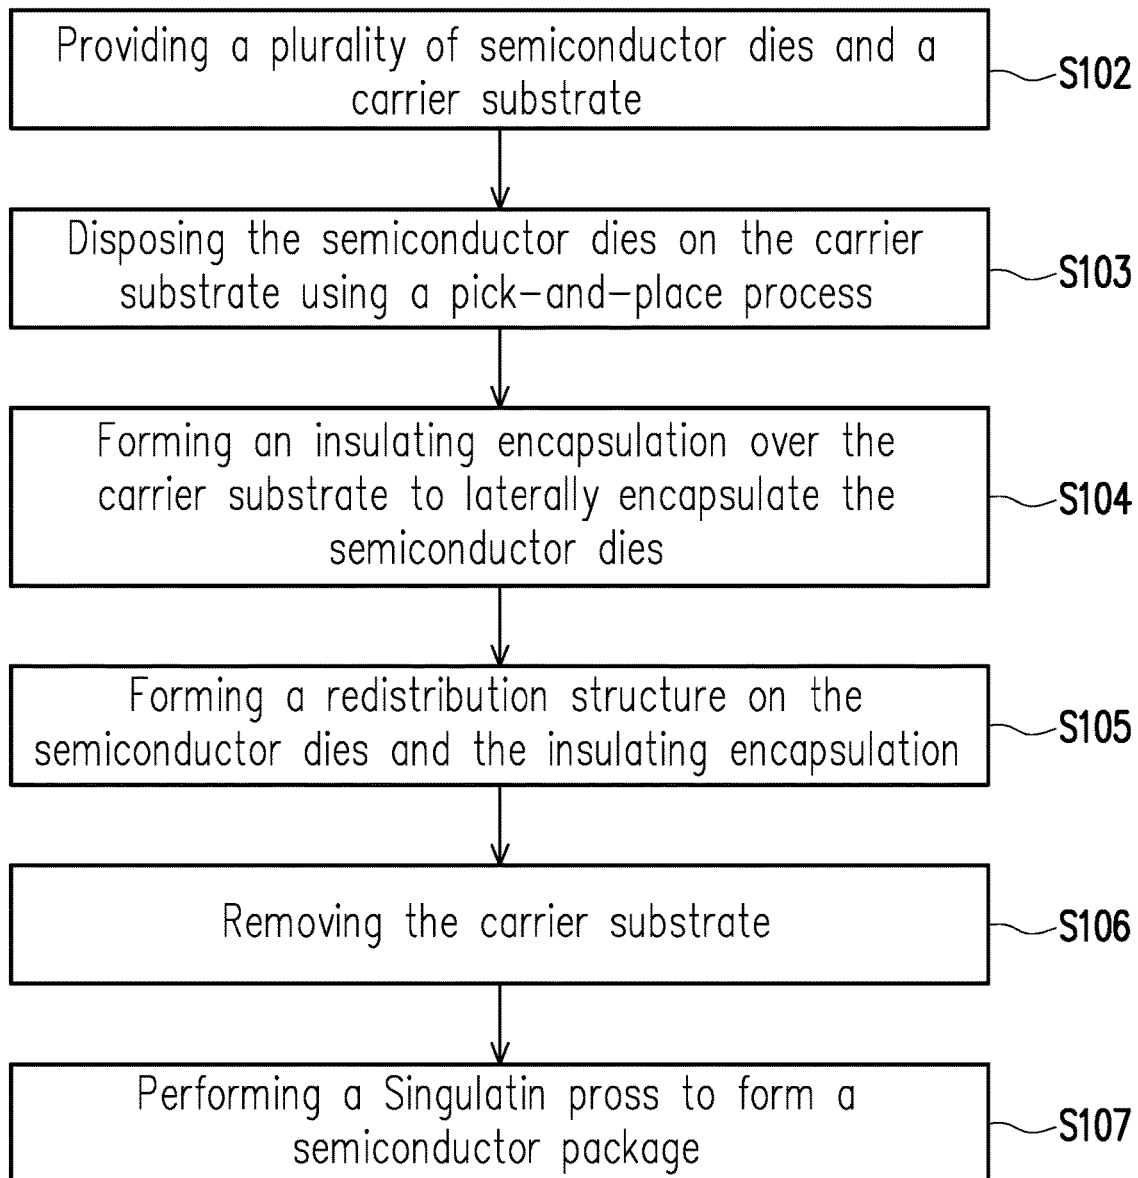 Providing a plurality of semiconductor dies and a
carrier substrate
S102
Disposing the semiconductor dies on the carrier
substrate using a pick-and-place process
S103
Forming an insulating encapsulation over the
carrier substrate to laterally encapsulate the
semiconductor dies
S104
Forming a redistribution structure on the
semiconductor dies and the insulating encapsulation
S105
Removing the carrier substrate
S106
Performing a Singulatin pross to form a
semiconductor package
S107